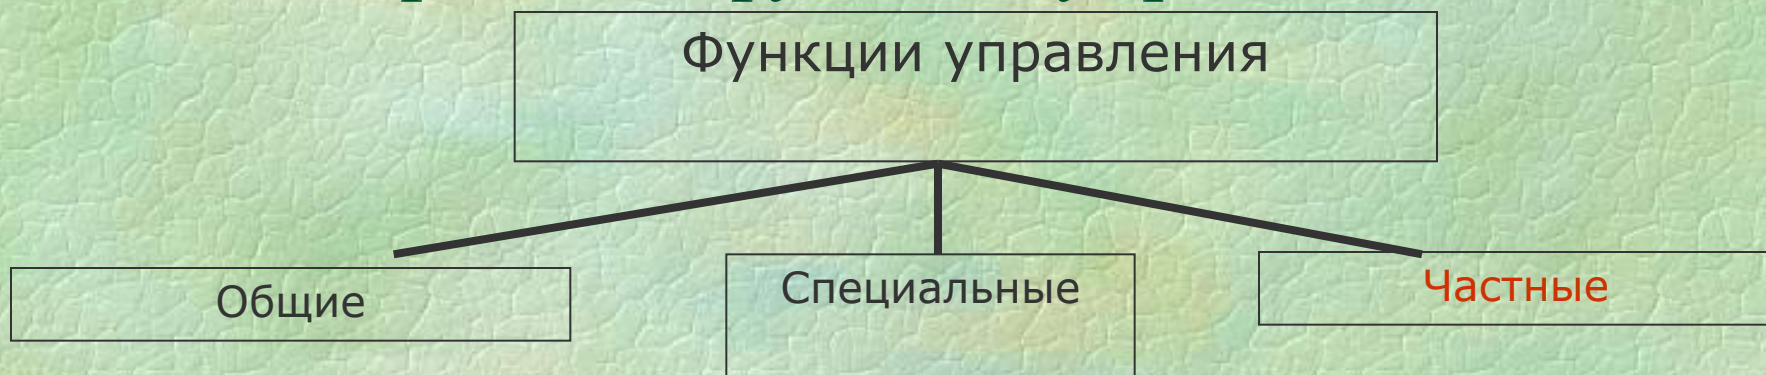 Функции управления
Общие
Специальные
Частные